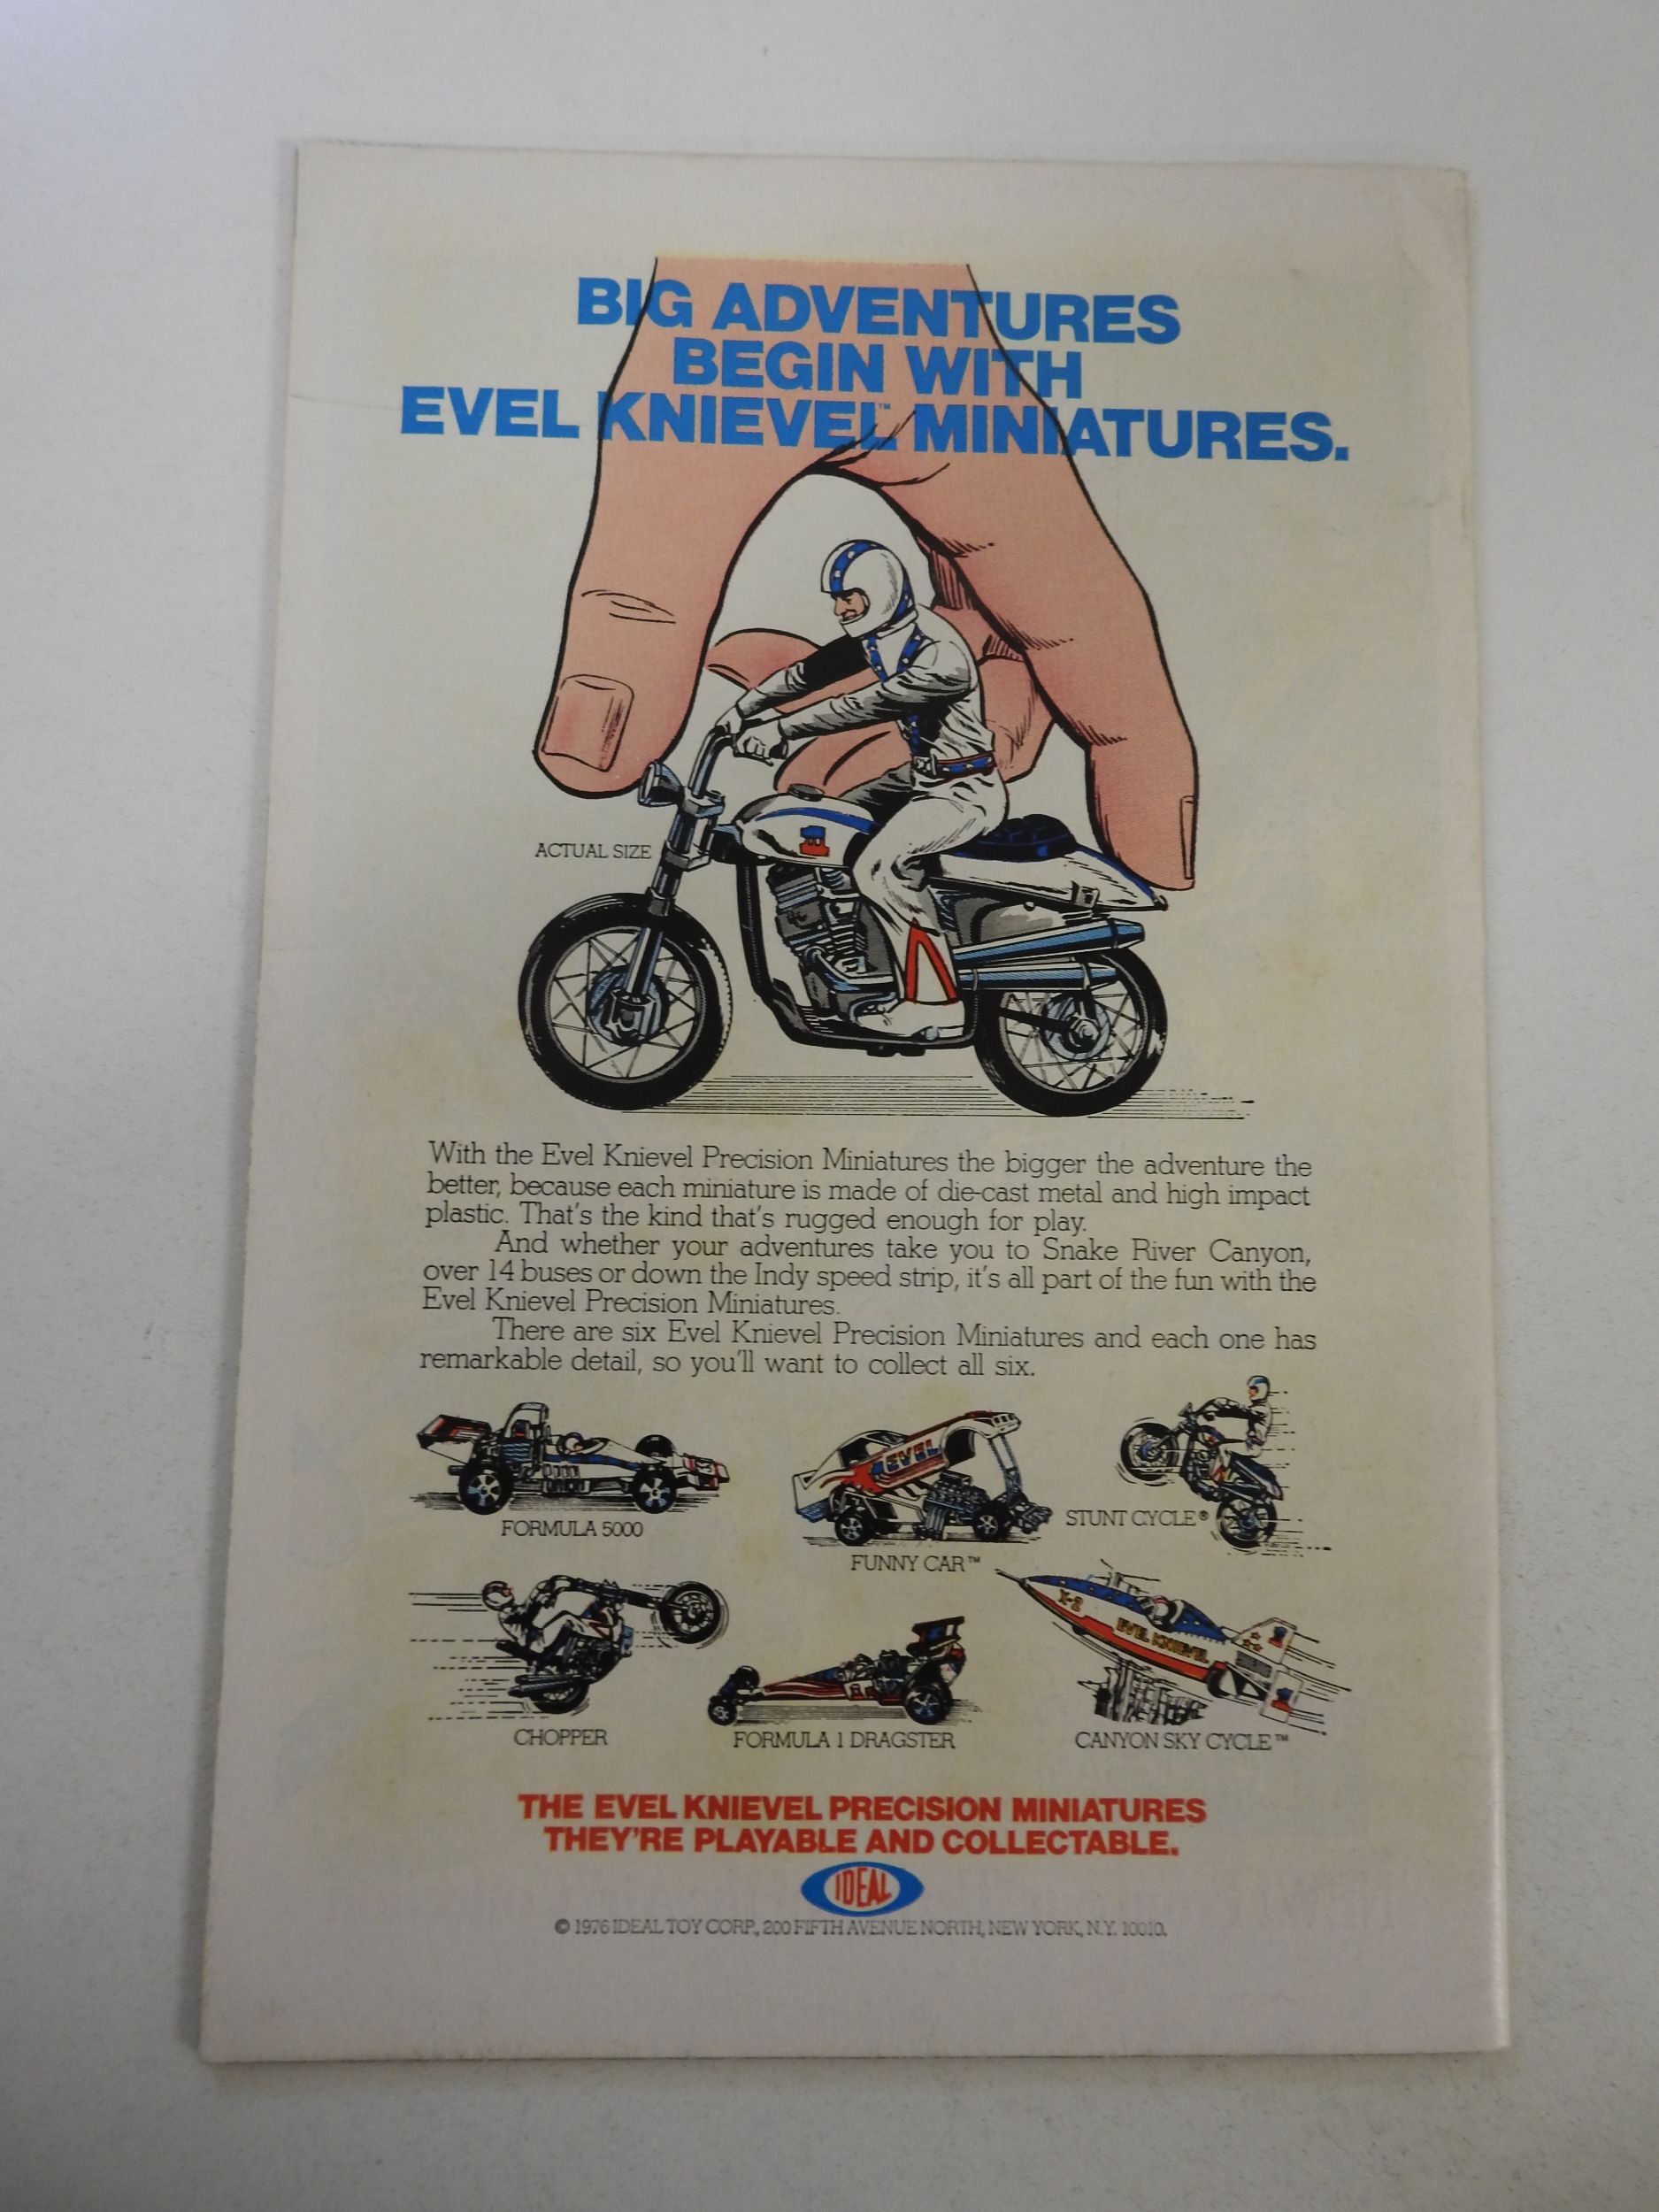 BIG ADVENTURES
BEGIN WITH
EVEL KNIEVEL™ MINIATURES.
ACTUAL SIZE
1
With the Evel Knievel Precision Miniatures the bigger the adventure the
better, because each miniature is made of die-cast metal and high impact
plastic. That's the kind that's rugged enough for play.
And whether your adventures take you to Snake River Canyon,
over 14 buses or down the Indy speed strip, it's all part of the fun with the
Evel Knievel Precision Miniatures.
There are six Evel Knievel Precision Miniatures and each one has
remarkable detail, so you'll want to collect all six.
EVEL
FORMULA 5000
FUNNY CAR™
STUNT CYCLE®
X-2
EVEL KNIEVEL
CHOPPER
FORMULA 1 DRAGSTER
CANYON SKY CYCLE™
THE EVEL KNIEVEL PRECISION MINIATURES
THEY'RE PLAYABLE AND COLLECTABLE.
IDEAL
© 1976 IDEAL TOY CORP., 200 FIFTH AVENUE NORTH, NEW YORK, N.Y. 10010.